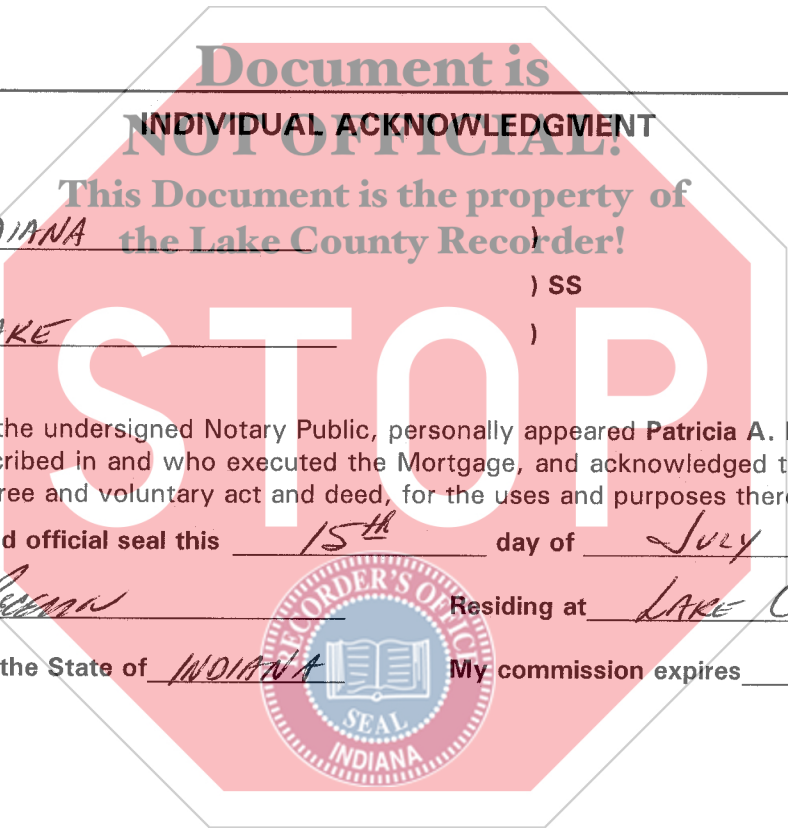 Document is
INDIVIDUAL ACKNOWLEDGMENT
NOT OFFICIAL!
This Document is the property of
DIANA )
the Lake County Recorder!
) SS
AKE )
STOP
the undersigned Notary Public, personally appeared Patricia A.
cribed in and who executed the Mortgage, and acknowledged t
ree and voluntary act and deed, for the uses and purposes there
d official seal this 15th day of July
Residing at LAKE C
the State of INDIANA My commission expires
RECORDER'S OFFICE
SEAL
INDIANA